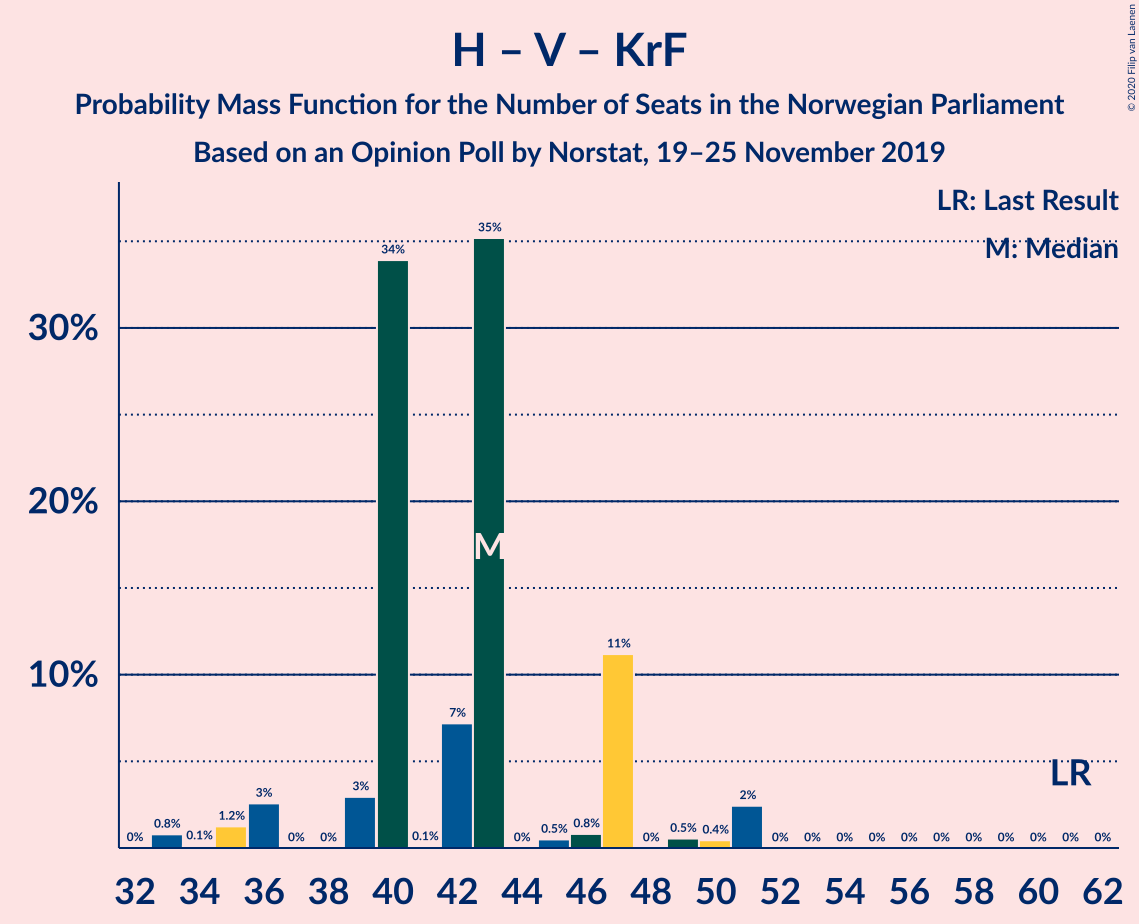 H – V – KrF
Probability Mass Function for the Number of Seats in the Norwegian Parliament
Based on an Opinion Poll by Norstat, 19–25 November 2019
© 2020 Filip van Laenen
LR: Last Result
M: Median
30%
20%
10%
0% 0.8% 0.1% 1.2% 3% 0% 0% 3% 34% 0.1% 7% 35% 0% 0.5% 0.8% 11% 0% 0.5% 0.4% 2% 0% 0% 0% 0% 0% 0% 0% 0% 0% 0% 0%
M
LR
32 34 36 38 40 42 44 46 48 50 52 54 56 58 60 62